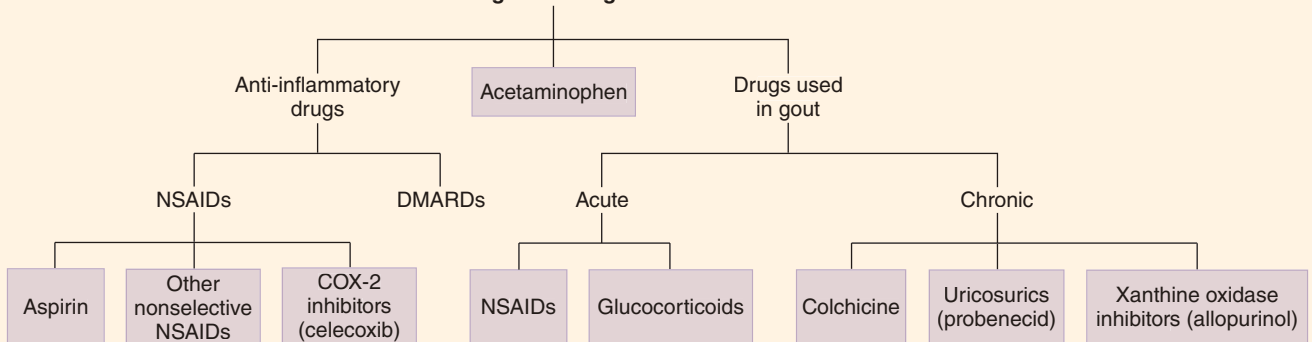 Anti-inflammatory
drugs
Acetaminophen
Drugs used
in gout
NSAIDs
DMARDs
Acute
Chronic
Aspirin
Other
nonselective
NSAIDs
COX-2
inhibitors
(celecoxib)
NSAIDs
Glucocorticoids
Colchicine
Uricosurics
(probenecid)
Xanthine oxidase
inhibitors (allopurinol)